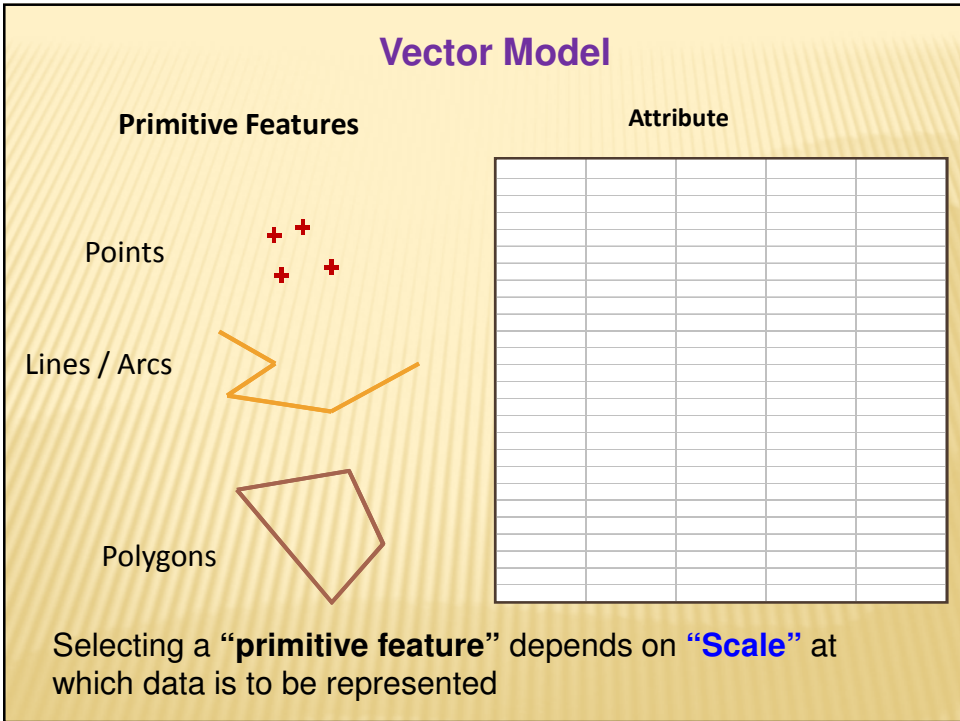 Vector Model
Primitive Features
Attribute
Points
Lines / Arcs
Polygons
Selecting a “primitive feature” depends on “Scale” at
which data is to be represented